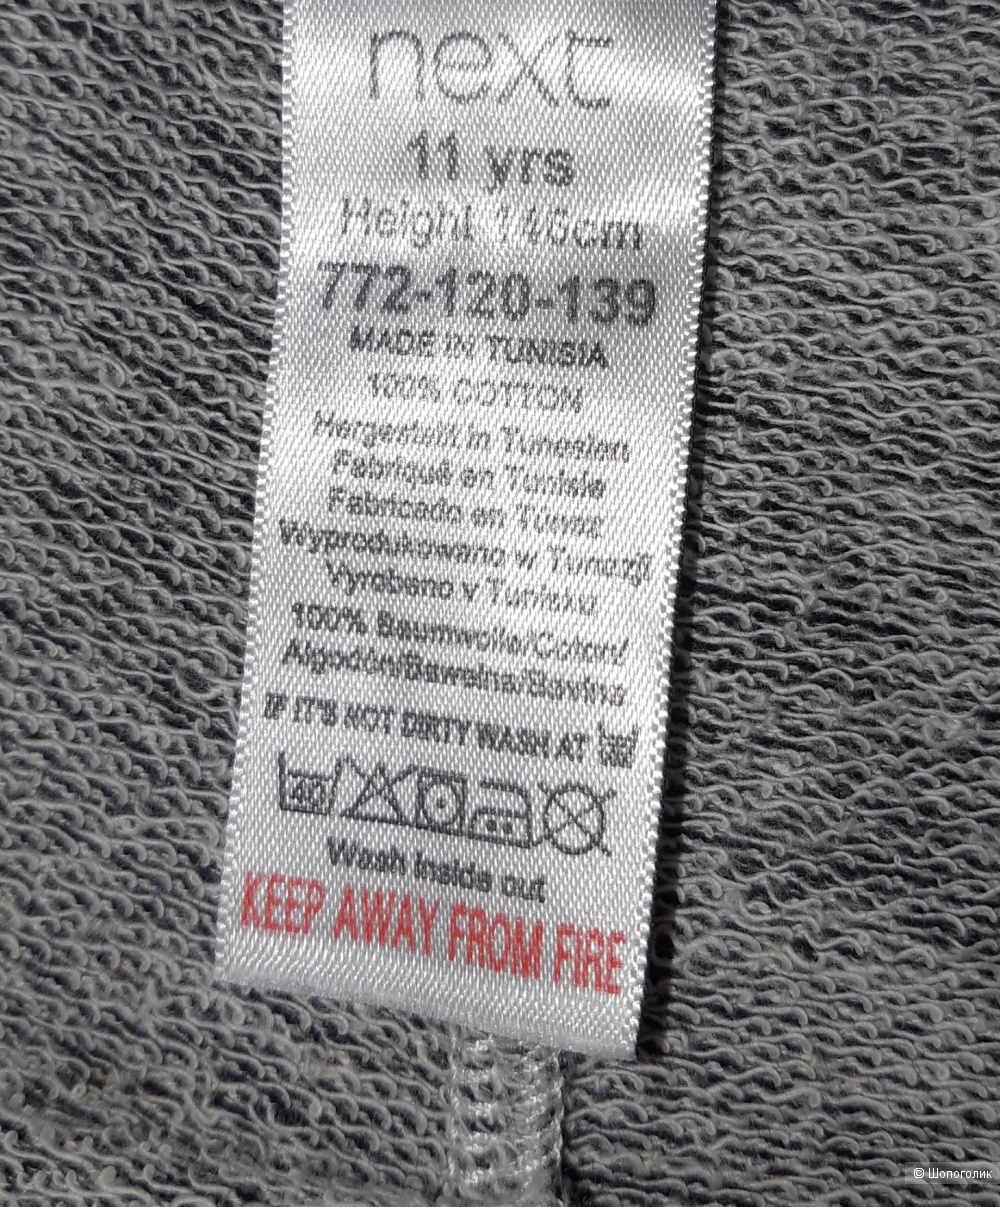 next
11 yrs
Height 146cm
772-120-139
MADE IN TUNISIA
100% COTTON
Hergestellt in Tunesien
Fabriqué en Tunisie
Fabricado en Túnez
Wyprodukowano w Tunezji
Vyrobeno v Tunisku
100% Baumwolle/Coton/
Algodón/Bawełna/Bavlna
IF IT'S NOT DIRTY WASH AT 30
40
Wash inside out
KEEP AWAY FROM FIRE
© Шопоголик